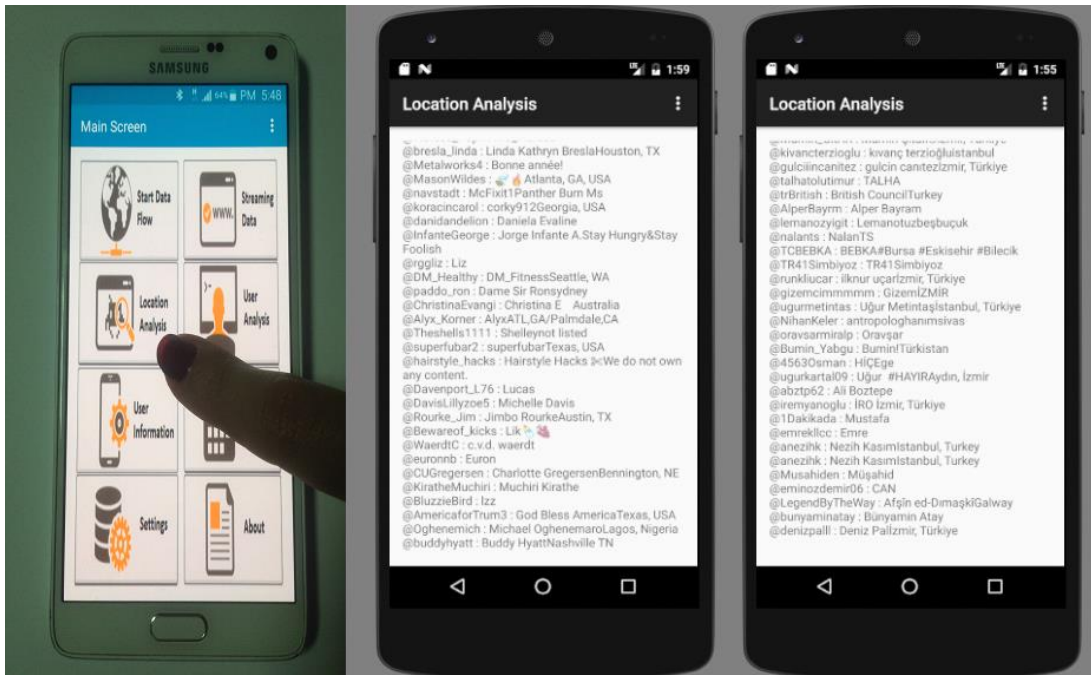 SAMSUNG
64% PM 5:48
Main Screen
Start Data
Flow
Streaming
Data
www.
Location
Analysis
User
Analysis
User
Information
Settings
About
1:59
Location Analysis
@bresla_linda : Linda Kathryn BreslaHouston, TX
@Metalworks4 : Bonne année!
@MasonWildes : Atlanta, GA, USA
@navstadt : McFixit1Panther Burn Ms
@koracincarol : corky912Georgia, USA
@danidandelion : Daniela Evaline
@InfanteGeorge : Jorge Infante A.Stay Hungry&Stay
Foolish
@rggliz : Liz
@DM_Healthy : DM_FitnessSeattle, WA
@paddo_ron : Dame Sir Ronsydney
@ChristinaEvangi : Christina E Australia
@Alyx_Korner : AlyxATL,GA/Palmdale,CA
@Theshells1111 : Shelleynot listed
@superfubar2 : superfubarTexas, USA
@hairstyle_hacks : Hairstyle Hacks ✂We do not own
any content.
@Davenport_L76 : Lucas
@DavisLillyzoe5 : Michelle Davis
@Rourke_Jim : Jimbo RourkeAustin, TX
@Bewareof_kicks : Lik
@WaerdtC : c.v.d. waerdt
@euronnb : Euron
@CUGregersen : Charlotte GregersenBennington, NE
@KiratheMuchiri : Muchiri Kirathe
@BluzzieBird : Izz
@AmericaforTrum3 : God Bless AmericaTexas, USA
@Oghenemich : Michael OghenemaroLagos, Nigeria
@buddyhyatt : Buddy HyattNashville TN
1:55
Location Analysis
@kivancterzioglu : kıvanç terzioğluistanbul
@gulciiincanitez : gulcin canıtezİzmir, Türkiye
@talhatolutimur : TALHA
@trBritish : British CouncilTurkey
@AlperBayrm : Alper Bayram
@lemanozyigit : Lemanotuzbeşbuçuk
@nalants : NalanTS
@TCBEBKA : BEBKA#Bursa #Eskisehir #Bilecik
@TR41Simbiyoz : TR41Simbiyoz
@runkliucar : ilknur uçarİzmir, Türkiye
@gizemcimmmmm : GizemİZMİR
@ugurmetintas : Uğur Metintaşİstanbul, Türkiye
@NihanKeler : antropologhanımsivas
@oravsarmiralp : Oravşar
@Bumin_Yabgu : Bumin!Türkistan
@4563Osman : HİÇEge
@ugurkartal09 : Uğur #HAYIRAydın, İzmir
@abztp62 : Ali Boztepe
@iremyanoglu : İRO İzmir, Türkiye
@1Dakikada : Mustafa
@emrekllcc : Emre
@anezihk : Nezih Kasımİstanbul, Turkey
@anezihk : Nezih Kasımİstanbul, Turkey
@Musahiden : Müşahid
@eminozdemir06 : CAN
@LegendByTheWay : Afşîn ed-DımaşkîGalway
@bunyaminatay : Bünyamin Atay
@denizpalll : Deniz Palİzmir, Türkiye